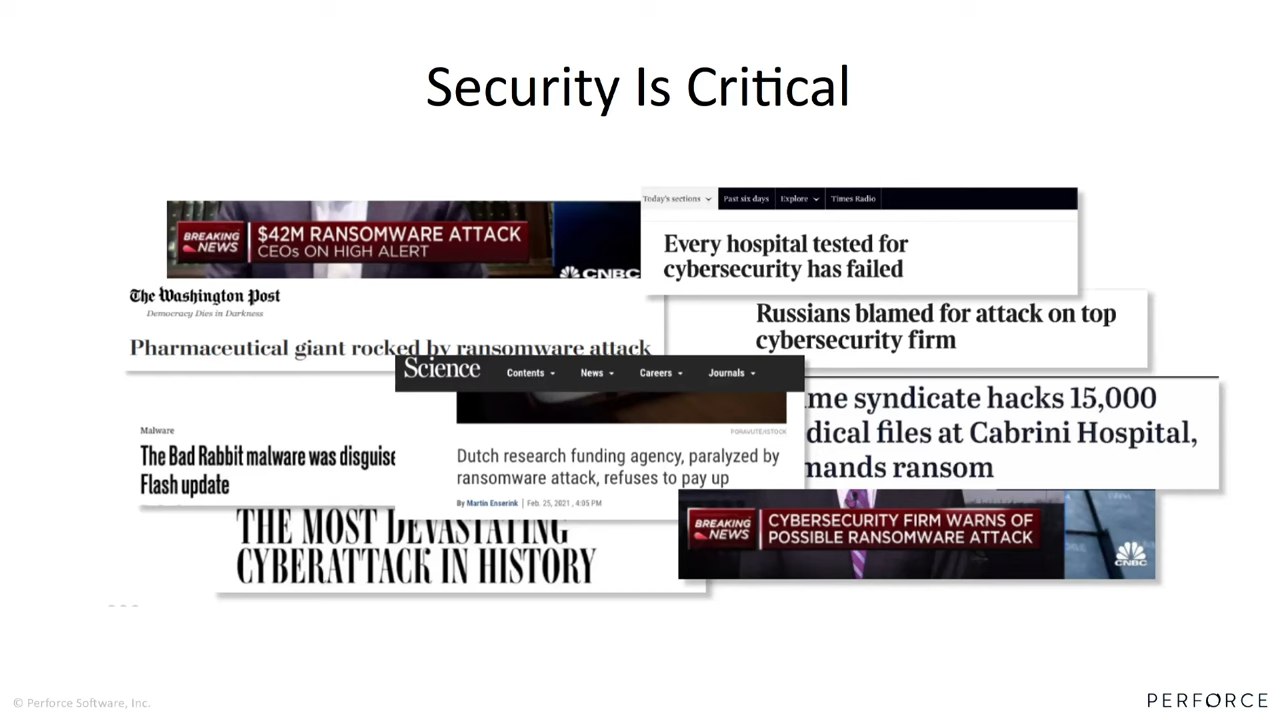 Security Is Critical
BREAKING
NEWS
$42M RANSOMWARE ATTACK
CEOs ON HIGH ALERT
CNBC
Today's sections
Past six days
Explore
Times Radio
Every hospital tested for
cybersecurity has failed
The Washington Post
Democracy Dies in Darkness
Pharmaceutical giant rocked by ransomware attack
Russians blamed for attack on top
cybersecurity firm
Science
Contents
News
Careers
Journals
PORAVUTE/ISTOCK
Dutch research funding agency, paralyzed by
ransomware attack, refuses to pay up
By Martin Enserink | Feb. 25, 2021 , 4:05 PM
me syndicate hacks 15,000
dical files at Cabrini Hospital,
mands ransom
Malware
The Bad Rabbit malware was disguise
Flash update
THE MOST DEVASTATING
CYBERATTACK IN HISTORY
BREAKING
NEWS
CYBERSECURITY FIRM WARNS OF
POSSIBLE RANSOMWARE ATTACK
CNBC
© Perforce Software, Inc.
PERFORCE